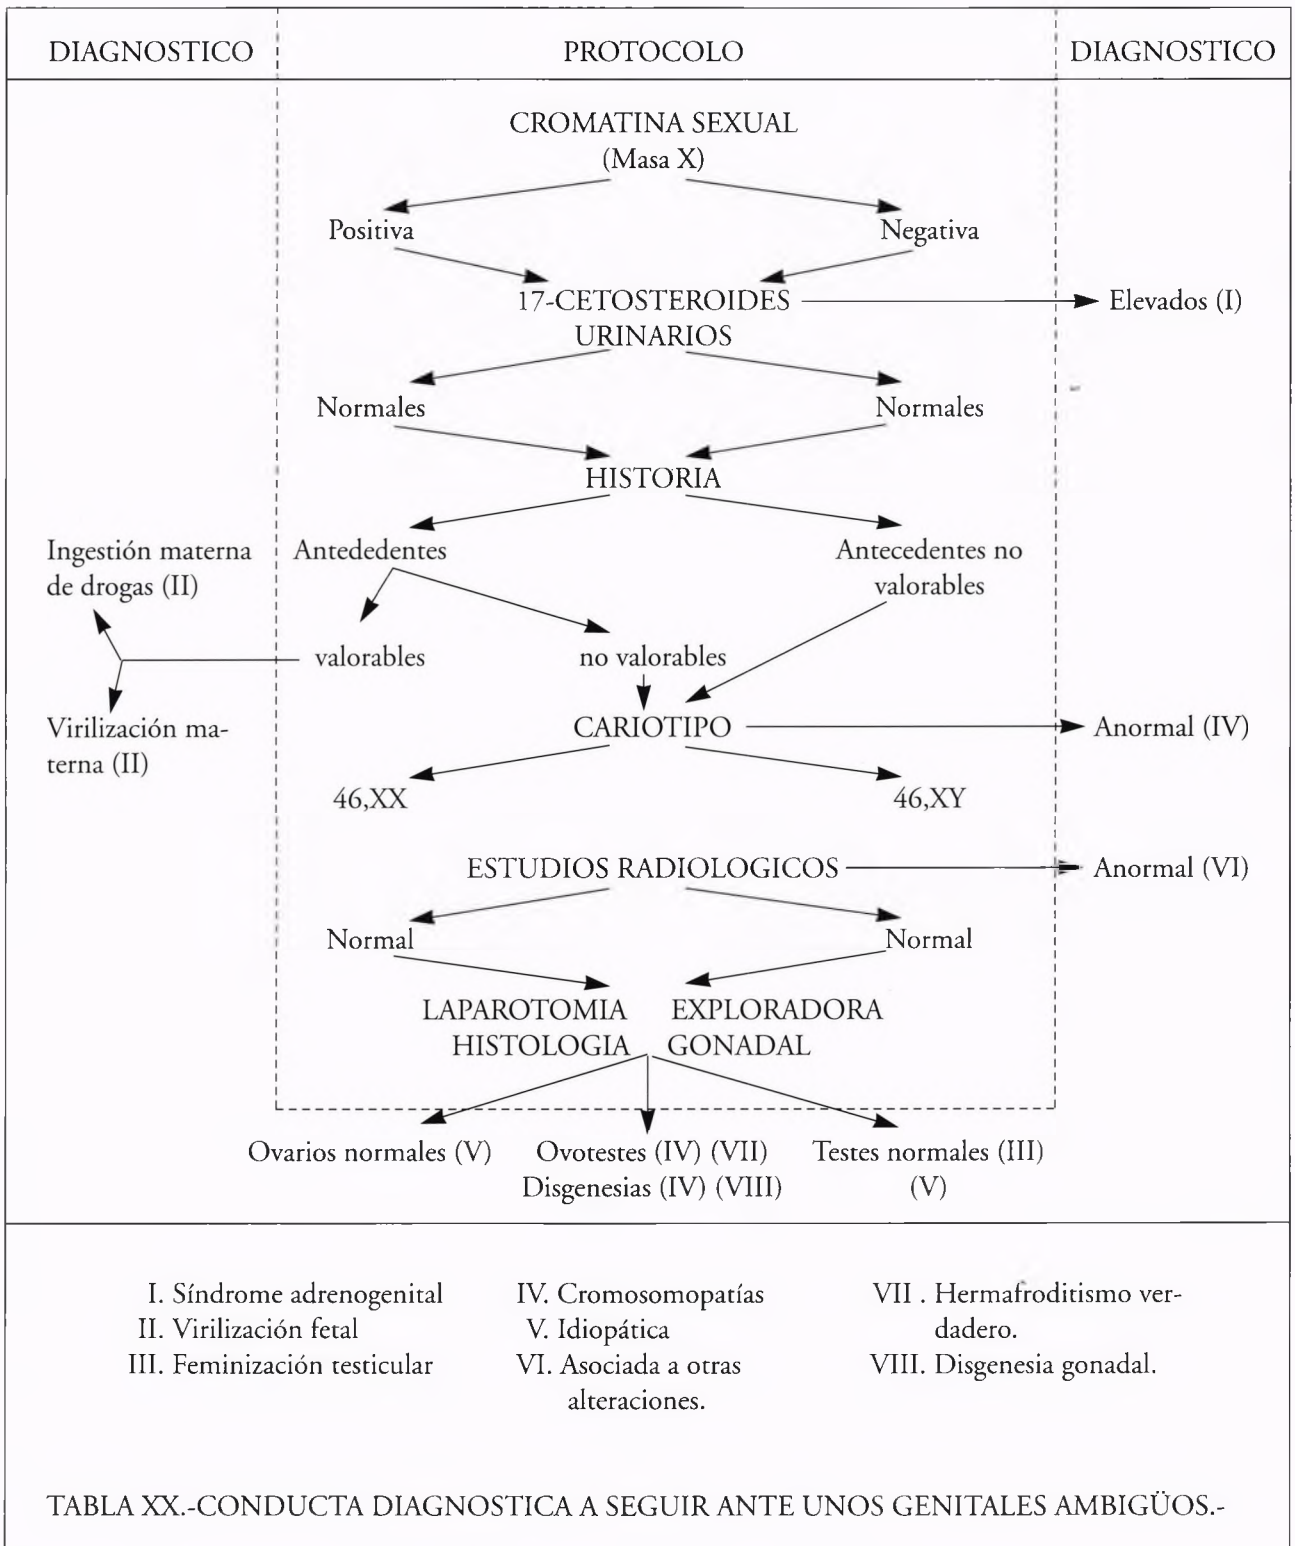 DIAGNOSTICO PROTOCOLO DIAGNOSTICO
CROMATINA SEXUAL
(Masa X)
Positiva Negativa
17-CETOSTEROIDES Elevados (I)
URINARIOS
Normales Normales
HISTORIA
Ingestión materna Antededentes Antecedentes no
de drogas (II) valorables
valorables no valorables
Virilización ma- CARIOTIPO Anormal (IV)
terna (II)
46,XX 46,XY
ESTUDIOS RADIOLOGICOS Anormal (VI)
Normal Normal
LAPAROTOMIA EXPLORADORA
HISTOLOGIA GONADAL
Ovarios normales (V) Ovotestes (IV) (VII) Testes normales (III)
Disgenesias (IV) (VIII) (V)
I. Síndrome adrenogenital IV. Cromosomopatías VII . Hermafroditismo ver-
II. Virilización fetal V. Idiopática dadero.
III. Feminización testicular VI. Asociada a otras VIII. Disgenesia gonadal.
alteraciones.
TABLA XX.-CONDUCTA DIAGNOSTICA A SEGUIR ANTE UNOS GENITALES AMBIGÜOS.-